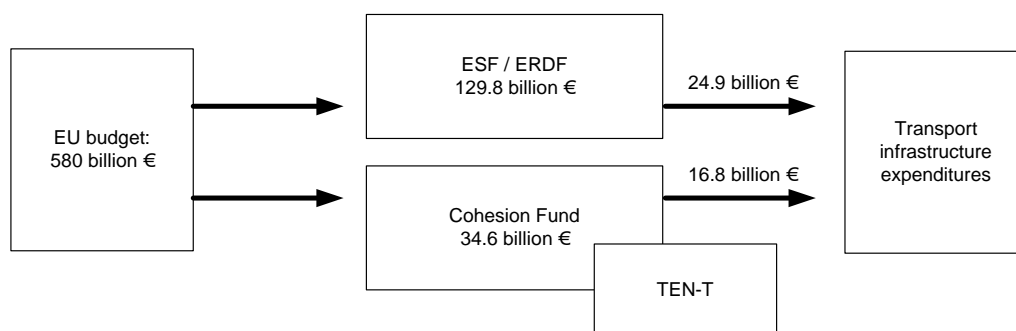 EU budget:
580 billion €
ESF / ERDF
129.8 billion €
24.9 billion €
Cohesion Fund
34.6 billion €
16.8 billion €
TEN-T
Transport
infrastructure
expenditures